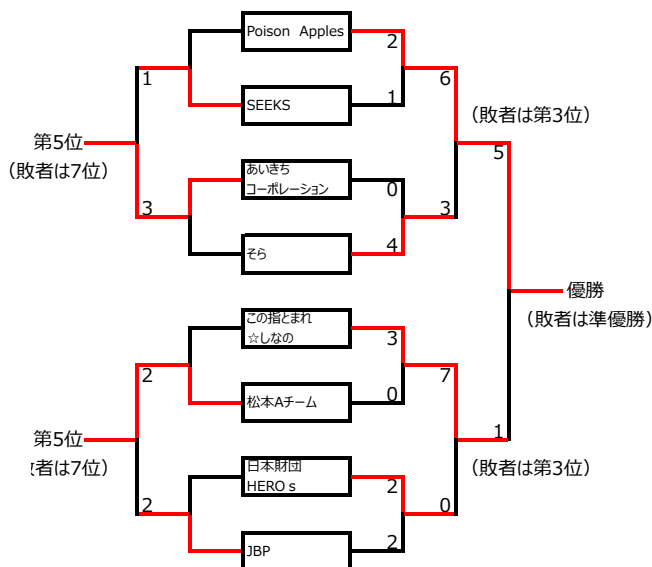 Poison Apples
2
1
6
SEEKS
1
(敗者は第3位)
第5位
5
(敗者は7位)
あいきち
コーポレーション
0
3
3
そら
4
優勝
この指とまれ
☆しなの
(敗者は準優勝)
3
2
7
松本Aチーム
0
第5位
1
敗者は7位)
日本財団
HEROs
(敗者は第3位)
2
2
0
JBP
2